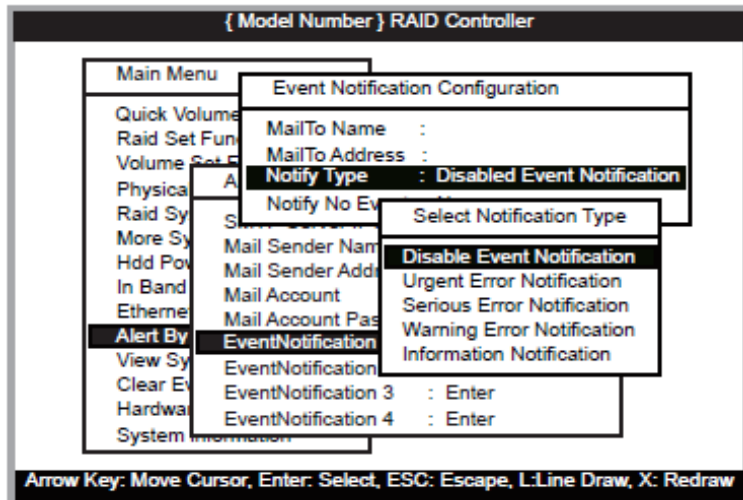 { Model Number } RAID Controller
Main Menu
Quick Volume
Raid Set Fun
Volume Set F
Physica
Raid Sy
More Sy
Hdd Pov
In Band
Etherne
Alert By
View Sy
Clear Ev
Hardwar
System Information
Event Notification Configuration
MailTo Name :
MailTo Address :
Notify Type : Disabled Event Notification
Notify No Event
A
Mail Sender Nam
Mail Sender Addr
Mail Account
Mail Account Pas
EventNotification
EventNotification
EventNotification 3 : Enter
EventNotification 4 : Enter
Select Notification Type
Disable Event Notification
Urgent Error Notification
Serious Error Notification
Warning Error Notification
Information Notification
Arrow Key: Move Cursor, Enter: Select, ESC: Escape, L:Line Draw, X: Redraw